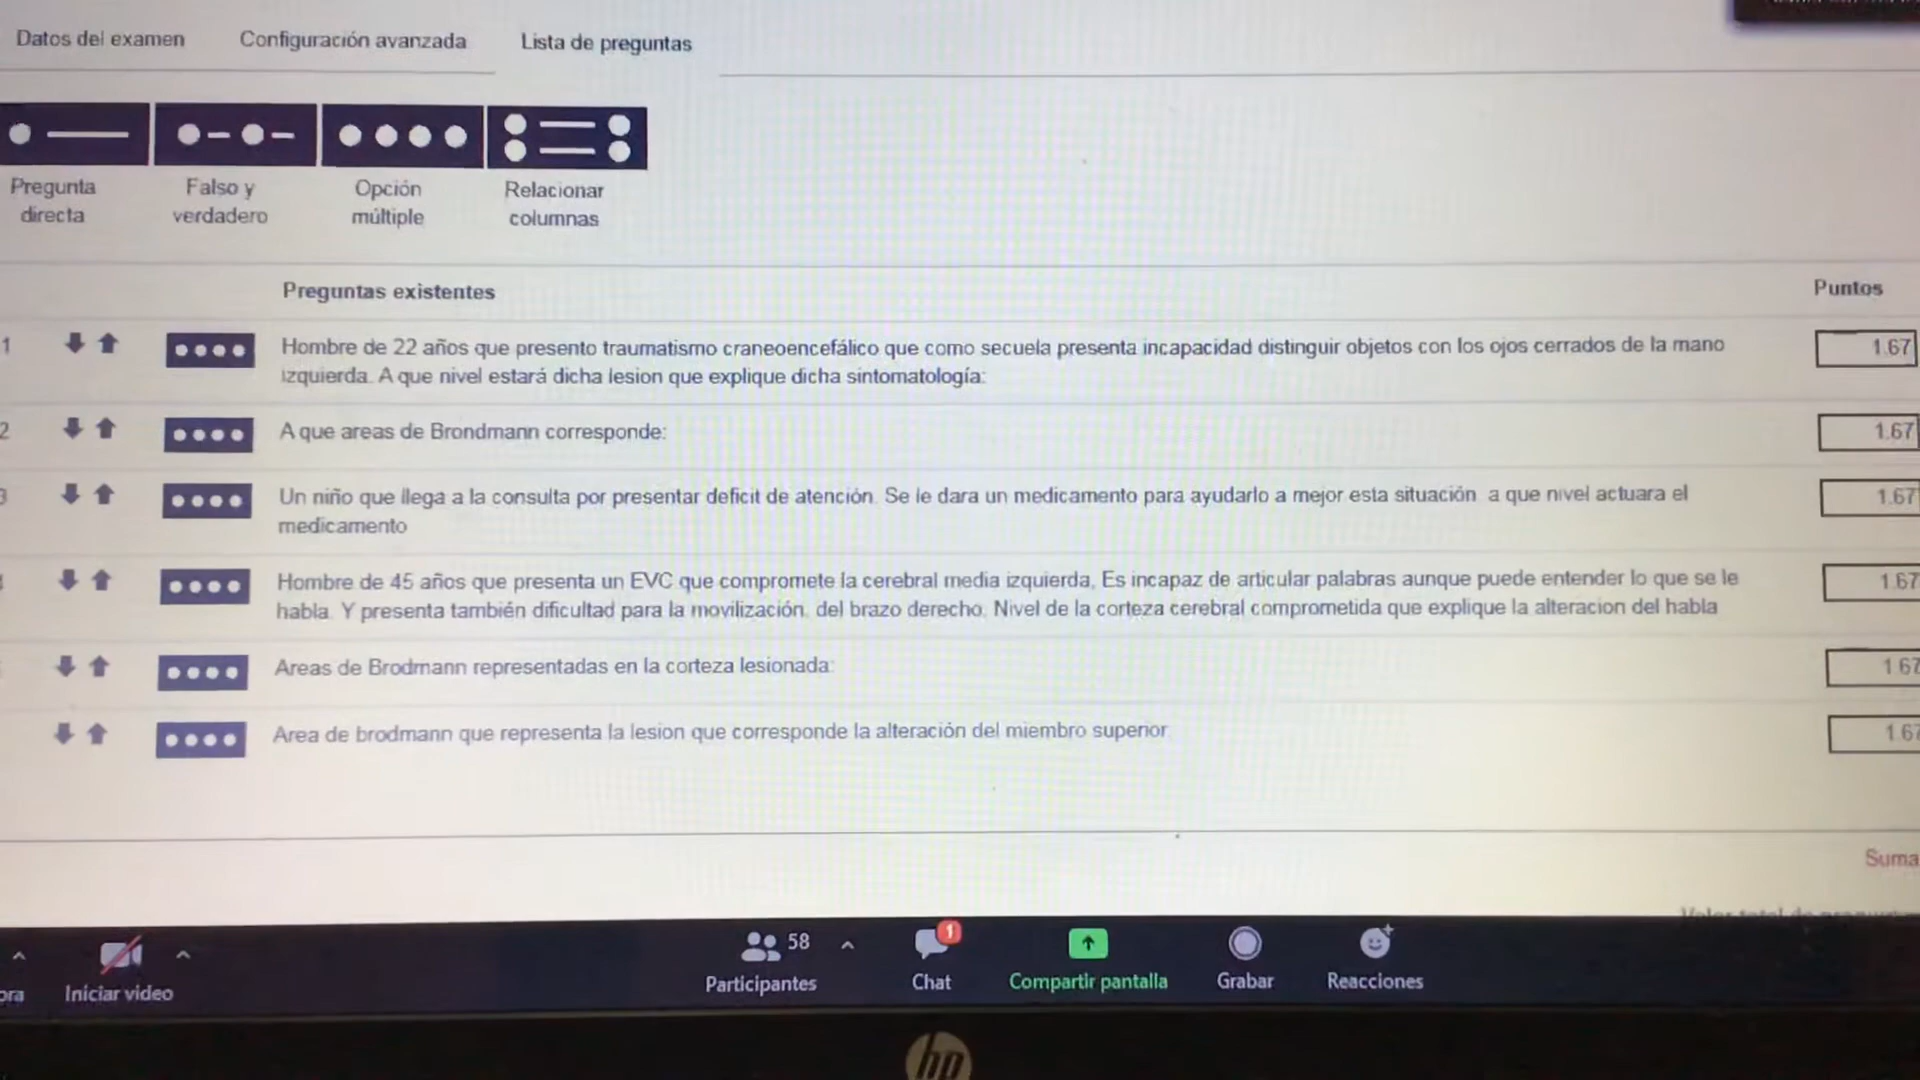 Datos del examen Configuración avanzada Lista de preguntas
Pregunta directa
Falso y verdadero
Opción múltiple
Relacionar columnas
Preguntas existentes Puntos
1 Hombre de 22 años que presento traumatismo craneoencefálico que como secuela presenta incapacidad distinguir objetos con los ojos cerrados de la mano 1.67
izquierda. A que nivel estará dicha lesion que explique dicha sintomatología:
2 A que areas de Brondmann corresponde: 1.67
3 Un niño que llega a la consulta por presentar deficit de atención. Se le dara un medicamento para ayudarlo a mejor esta situación a que nivel actuara el 1.67
medicamento
Hombre de 45 años que presenta un EVC que compromete la cerebral media izquierda. Es incapaz de articular palabras aunque puede entender lo que se le 1.67
habla. Y presenta también dificultad para la movilización. del brazo derecho. Nivel de la corteza cerebral comprometida que explique la alteracion del habla
Areas de Brodmann representadas en la corteza lesionada: 1.67
Area de brodmann que representa la lesion que corresponde la alteración del miembro superior 1.67
Suma
Iniciar video
58
Participantes
1
Chat
Compartir pantalla
Grabar
Reacciones
hp